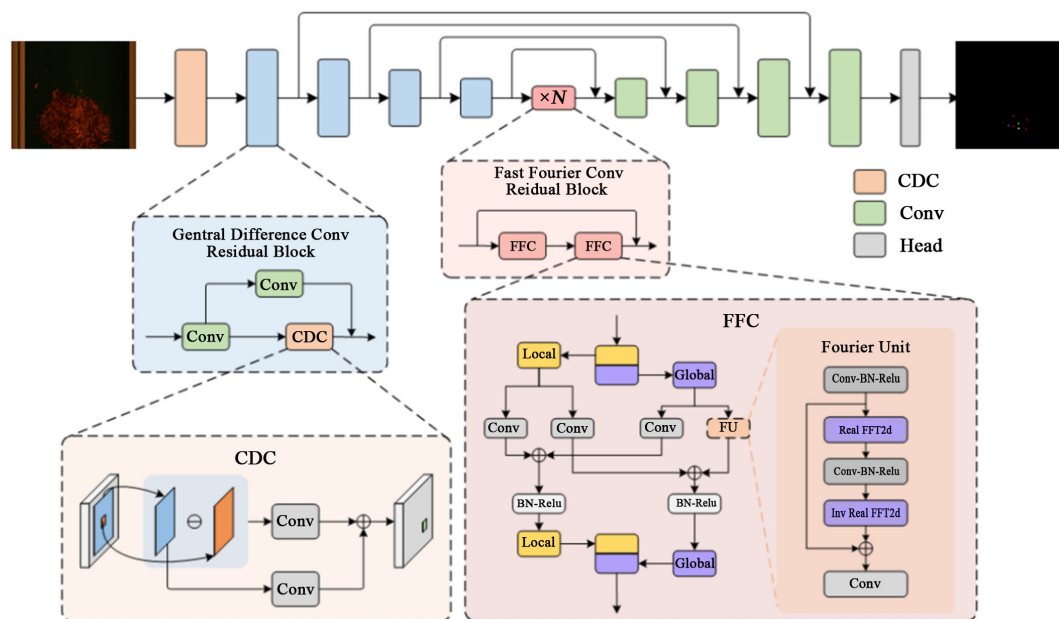 ×N
Fast Fourier Conv
Reidual Block
FFC
FFC
CDC
Conv
Head
Gentral Difference Conv
Residual Block
Conv
Conv
CDC
FFC
Local
Global
Conv
Conv
Conv
FU
BN-Relu
BN-Relu
Local
Global
Fourier Unit
Conv-BN-Relu
Real FFT2d
Conv-BN-Relu
Inv Real FFT2d
Conv
CDC
Conv
Conv